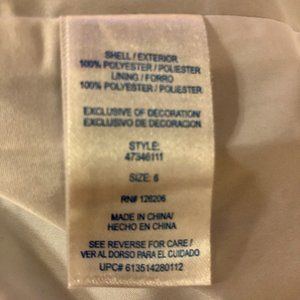 SHELL / EXTERIOR
100% POLYESTER / POLIESTER
LINING / FORRO
100% POLYESTER / POLIESTER
EXCLUSIVE OF DECORATION/
EXCLUSIVO DE DECORACION
STYLE:
47346111
SIZE: 6
RN# 126206
MADE IN CHINA/
HECHO EN CHINA
SEE REVERSE FOR CARE /
VER AL DORSO PARA EL CUIDADO
UPC# 613514280112